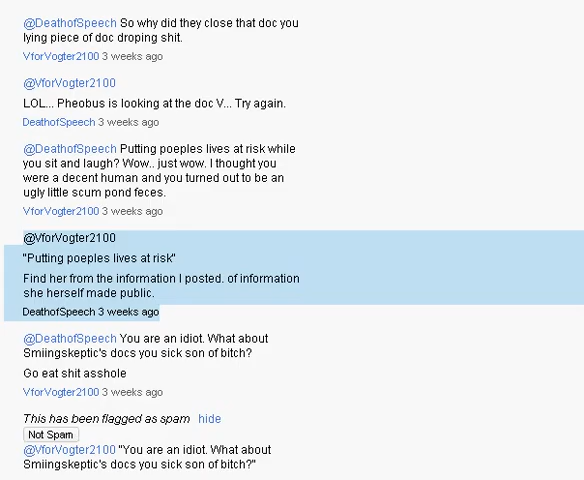 @DeathofSpeech So why did they close that doc you
lying piece of doc droping shit.
VforVogter2100 3 weeks ago
@VforVogter2100
LOL... Pheobus is looking at the doc V... Try again.
DeathofSpeech 3 weeks ago
@DeathofSpeech Putting poeples lives at risk while
you sit and laugh? Wow.. just wow. I thought you
were a decent human and you turned out to be an
ugly little scum pond feces.
VforVogter2100 3 weeks ago
@VforVogter2100
"Putting poeples lives at risk"
Find her from the information I posted. of information
she herself made public.
DeathofSpeech 3 weeks ago
@DeathofSpeech You are an idiot. What about
Smiingskeptic's docs you sick son of bitch?
Go eat shit asshole
VforVogter2100 3 weeks ago
This has been flagged as spam hide
Not Spam
@VforVogter2100 "You are an idiot. What about
Smiingskeptic's docs you sick son of bitch?"